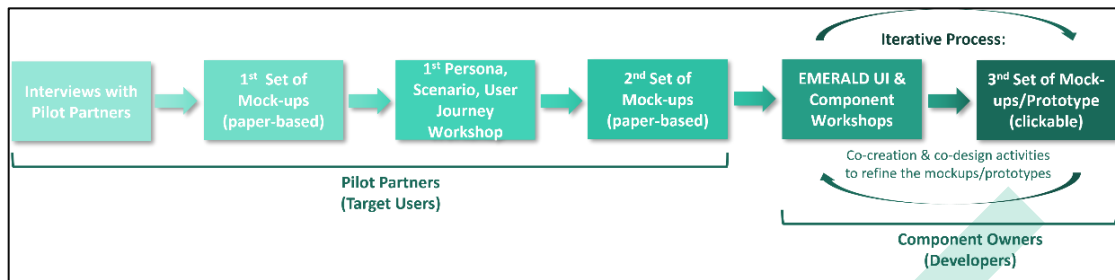 Iterative Process:
Interviews with
Pilot Partners
1st Set of
Mock-ups
(paper-based)
1st Persona,
Scenario, User
Journey
Workshop
2nd Set of
Mock-ups
(paper-based)
EMERALD UI &
Component
Workshops
3nd Set of Mock-
ups/Prototype
(clickable)
Co-creation & co-design activities
to refine the mockups/prototypes
Pilot Partners
(Target Users)
Component Owners
(Developers)